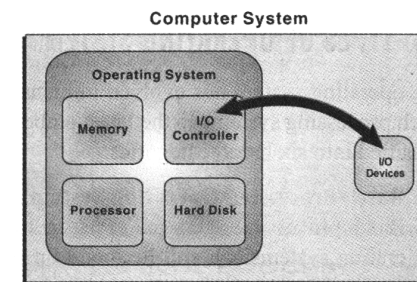 Computer System
Operating System
Memory
I/O
Controller
I/O
Devices
Processor
Hard Disk